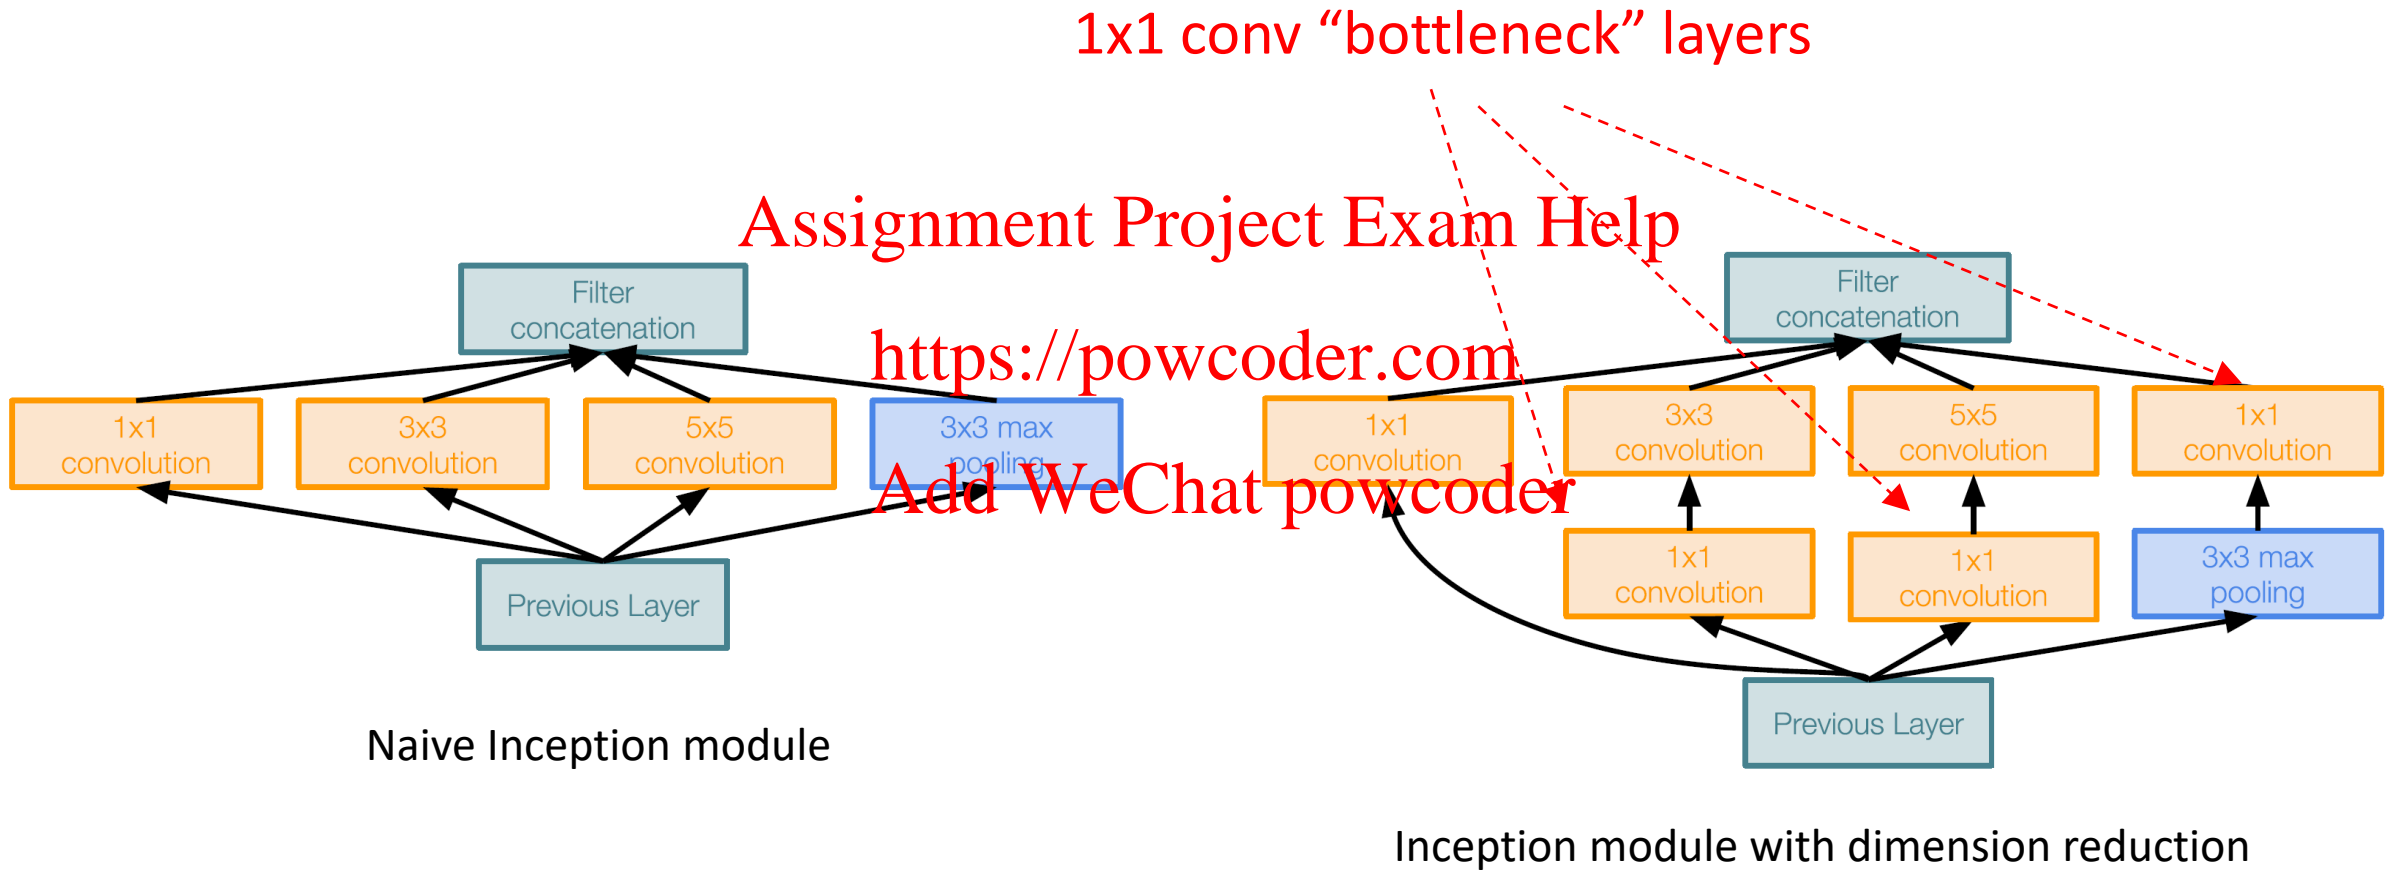 1x1 conv “bottleneck” layers
Assignment Project Exam Help
https://powcoder.com
Add WeChat powcoder
Filter
concatenation
1x1
convolution
3x3
convolution
5x5
convolution
3x3 max
pooling
Previous Layer
Naive Inception module
Filter
concatenation
1x1
convolution
3x3
convolution
5x5
convolution
1x1
convolution
1x1
convolution
1x1
convolution
3x3 max
pooling
Previous Layer
Inception module with dimension reduction